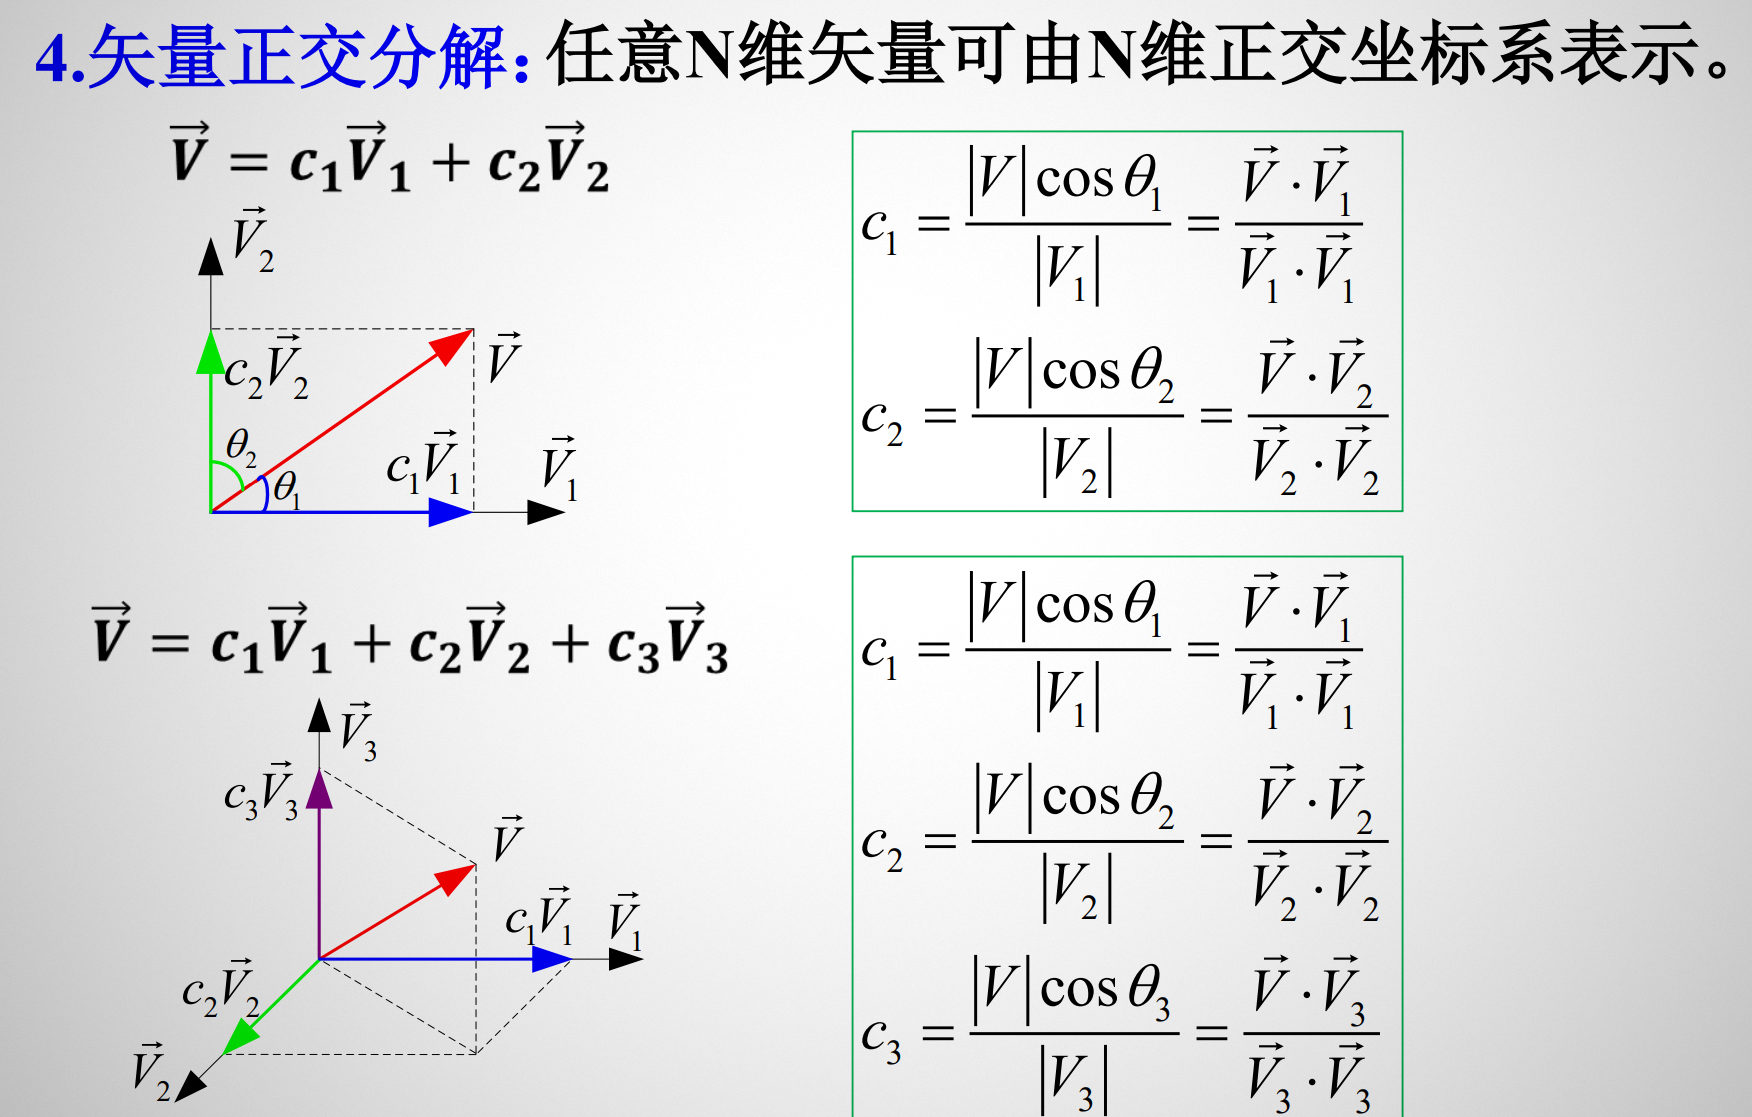 4.矢量正交分解:任意N维矢量可由N维正交坐标系表示。
$\vec{V} = c_1\vec{V}_1 + c_2\vec{V}_2$
$\vec{V}_2$
$c_2\vec{V}_2$
$\vec{V}$
$\theta_2$
$\theta_1$
$c_1\vec{V}_1$
$\vec{V}_1$
$c_1 = \frac{|V|\cos\theta_1}{|V_1|} = \frac{\vec{V}\cdot\vec{V}_1}{\vec{V}_1\cdot\vec{V}_1}$
$c_2 = \frac{|V|\cos\theta_2}{|V_2|} = \frac{\vec{V}\cdot\vec{V}_2}{\vec{V}_2\cdot\vec{V}_2}$
$\vec{V} = c_1\vec{V}_1 + c_2\vec{V}_2 + c_3\vec{V}_3$
$\vec{V}_3$
$c_3\vec{V}_3$
$\vec{V}$
$c_1\vec{V}_1$
$\vec{V}_1$
$c_2\vec{V}_2$
$\vec{V}_2$
$c_1 = \frac{|V|\cos\theta_1}{|V_1|} = \frac{\vec{V}\cdot\vec{V}_1}{\vec{V}_1\cdot\vec{V}_1}$
$c_2 = \frac{|V|\cos\theta_2}{|V_2|} = \frac{\vec{V}\cdot\vec{V}_2}{\vec{V}_2\cdot\vec{V}_2}$
$c_3 = \frac{|V|\cos\theta_3}{|V_3|} = \frac{\vec{V}\cdot\vec{V}_3}{\vec{V}_3\cdot\vec{V}_3}$